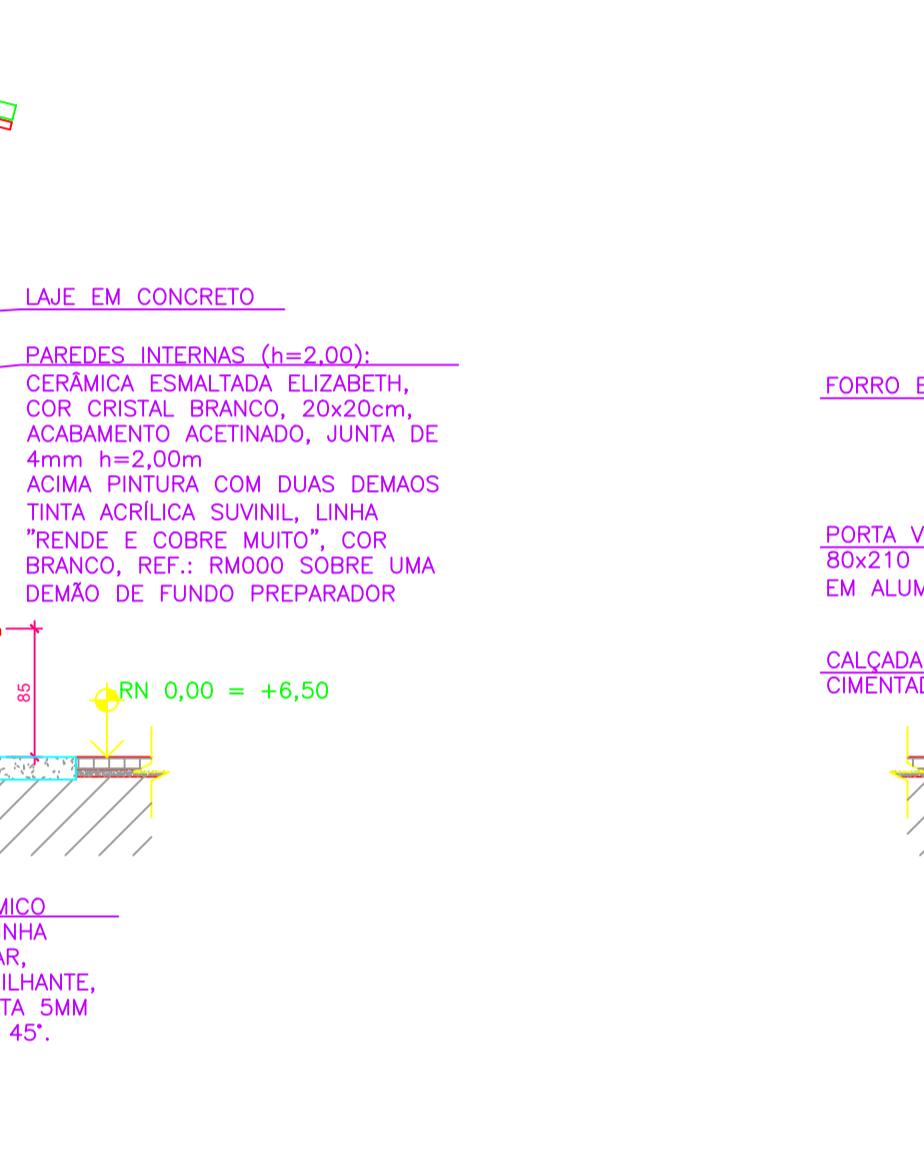 LAJE EM CONCRETO
PAREDES INTERNAS (h=2,00):
CERÂMICA ESMALTADA ELIZABETH,
COR CRISTAL BRANCO, 20x20cm,
ACABAMENTO ACETINADO, JUNTA DE
4mm h=2,00m
ACIMA PINTURA COM DUAS DEMAOS
TINTA ACRÍLICA SUVINIL, LINHA
"RENDE E COBRE MUITO", COR
BRANCO, REF.: RM000 SOBRE UMA
DEMÃO DE FUNDO PREPARADOR
85
RN 0,00 = +6,50
MICO
INHA
AR,
ILHANTE,
TA 5MM
45°.
FORRO E
PORTA V
80x210
EM ALUM
CALÇADA
CIMENTAD